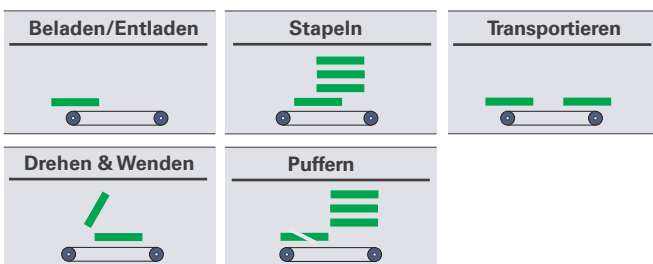 Beladen/Entladen
Stapeln
Transportieren
Drehen & Wenden
Puffern